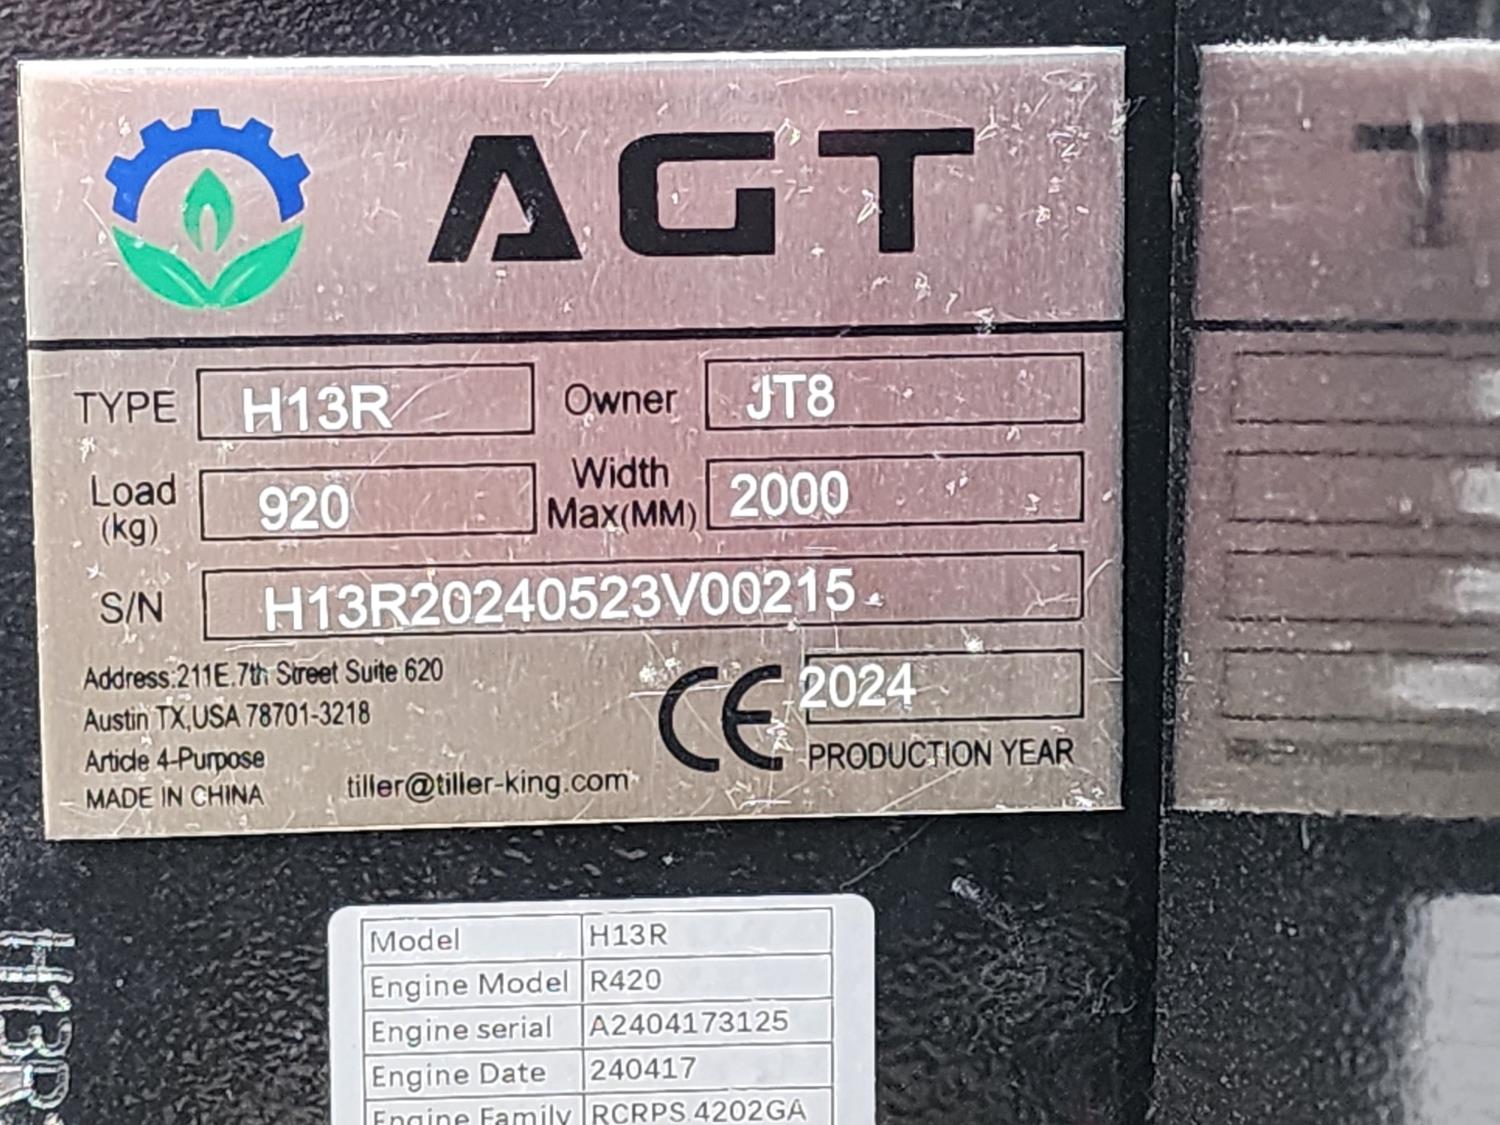 AGT
TYPE H13R Owner JT8
Load (kg) 920 Width Max(MM) 2000
S/N H13R20240523V00215
Address:211E.7th Street Suite 620
Austin TX,USA 78701-3218
Article 4-Purpose
MADE IN CHINA
tiller@tiller-king.com
CE 2024
PRODUCTION YEAR
Model H13R
Engine Model R420
Engine serial A2404173125
Engine Date 240417
Engine Family RCRPS.4202GA
H13R
T